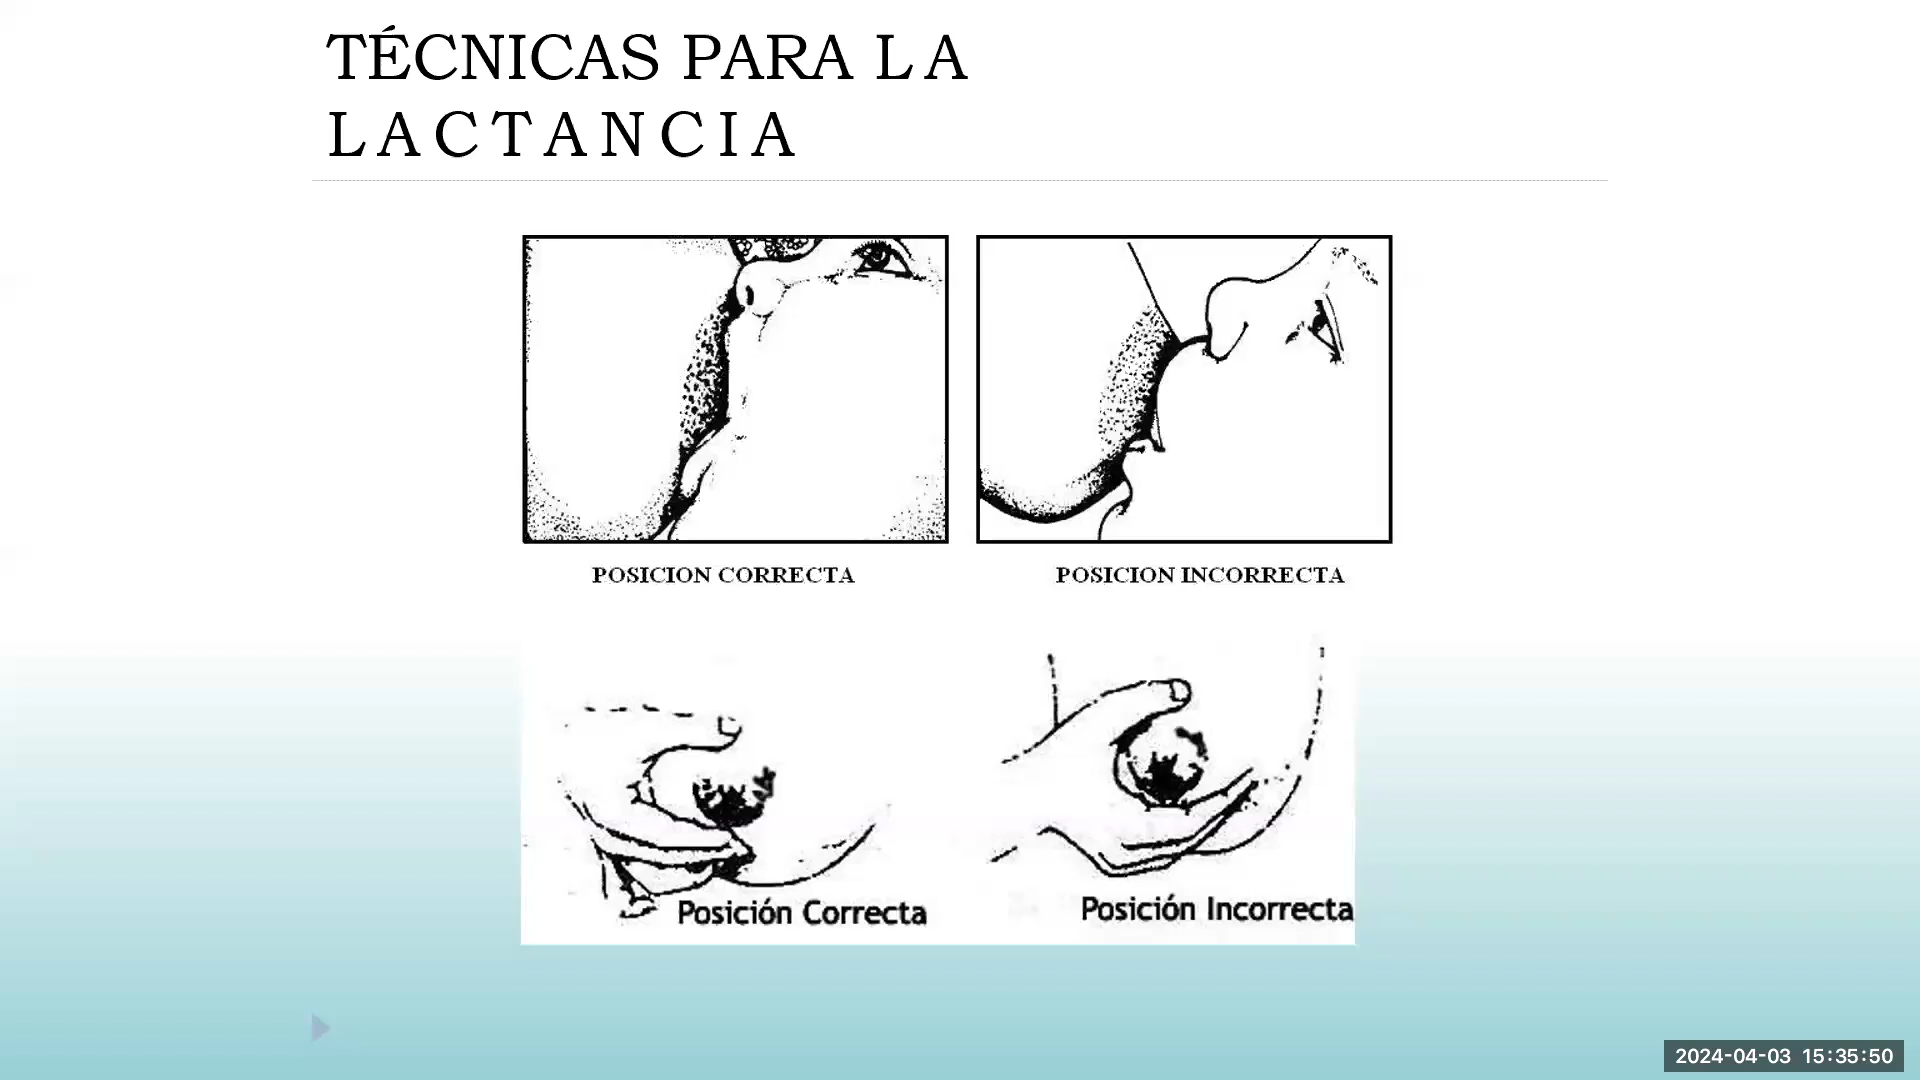 TÉCNICAS PARA LA
LACTANCIA
POSICION CORRECTA
POSICION INCORRECTA
Posición Correcta
Posición Incorrecta
2024-04-03 15:35:50